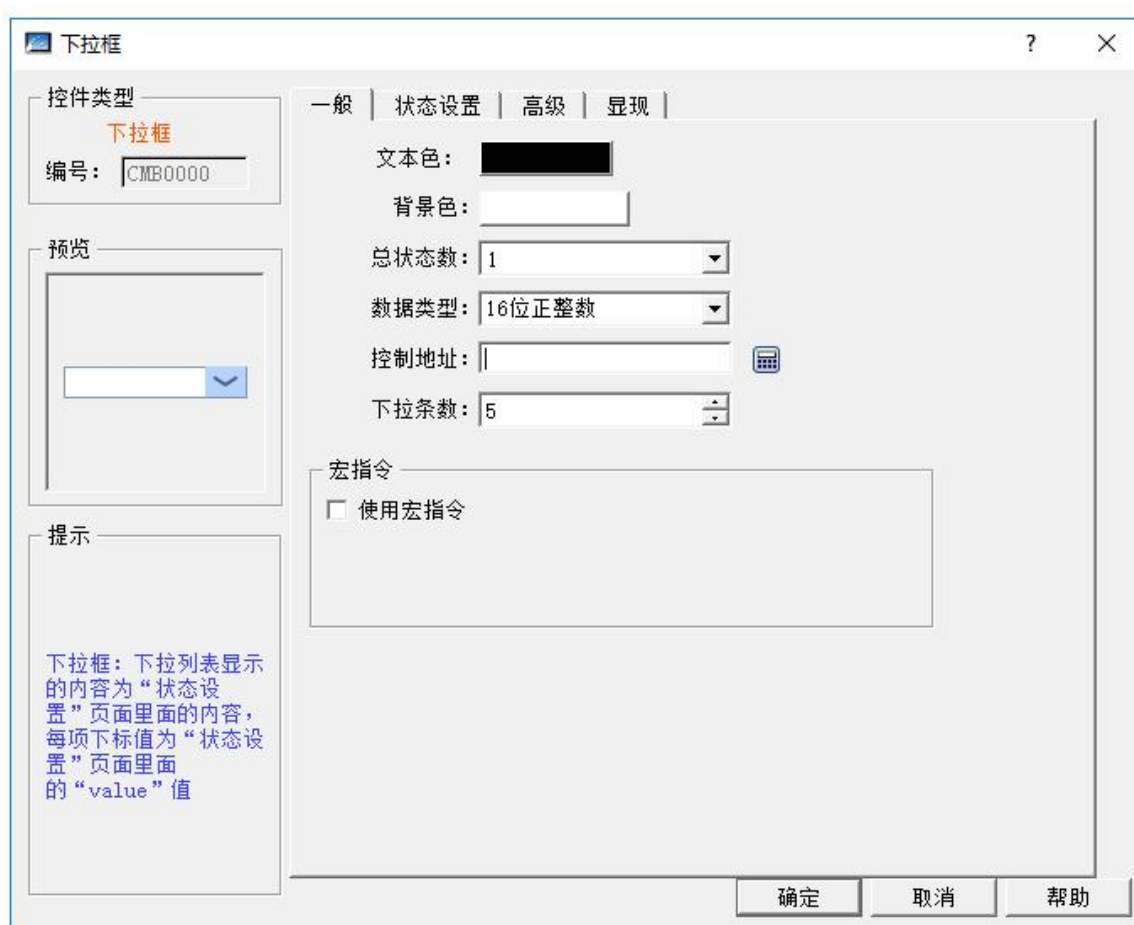 下拉框
?
控件类型
下拉框
编号: CMB0000
预览
提示
下拉框: 下拉列表显示
的内容为“状态设
置”页面里面的内容,
每项下标值为“状态设
置”页面里面
的“value”值
一般 状态设置 高级 显现
文本色:
背景色:
总状态数: 1
数据类型: 16位正整数
控制地址:
下拉条数: 5
宏指令
使用宏指令
确定 取消 帮助